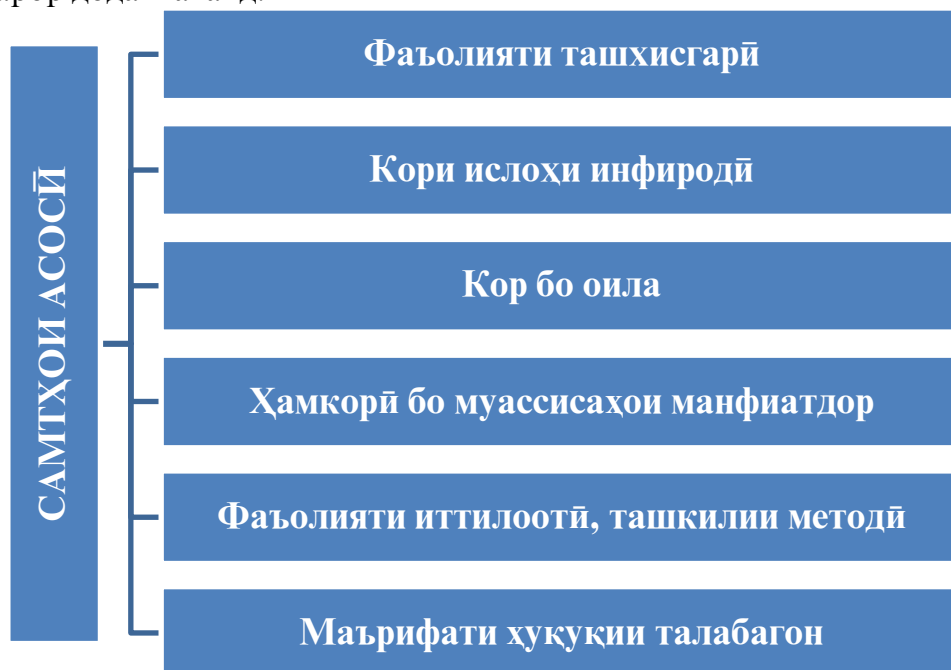 САМТҲОИ АСОСӢ
Фаъолияти ташхисгарӣ
Кори ислоҳи инфиродӣ
Кор бо оила
Ҳамкорӣ бо муассисаҳои манфиатдор
Фаъолияти иттилоотӣ, ташкилии методӣ
Маърифати ҳуқуқии талабагон